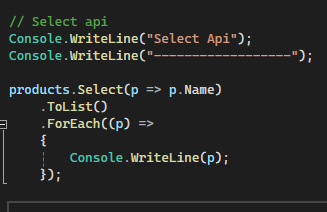 // Select api
Console.WriteLine("Select Api");
Console.WriteLine("------------------");
products.Select(p => p.Name)
.ToList()
.ForEach((p) =>
{
Console.WriteLine(p);
});